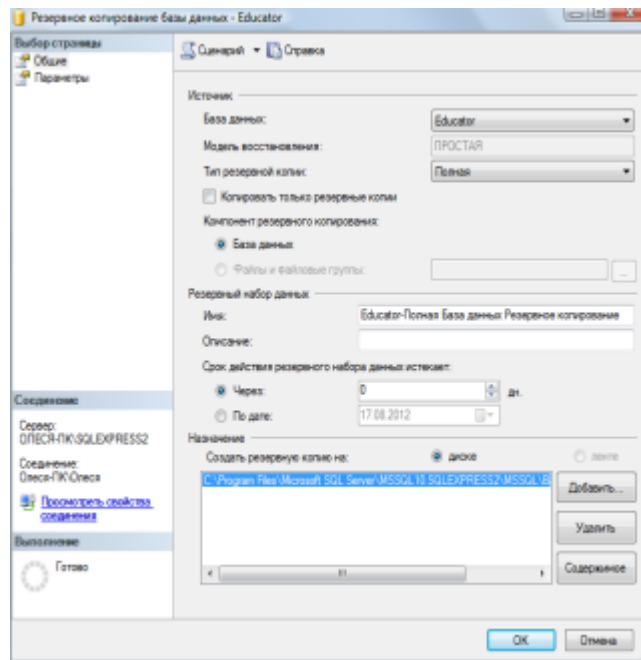 Резервное копирование базы данных - Educator
Выбор страницы
Общие
Параметры
Сценарий
Справка
Источник
База данных:
Educator
Модель восстановления:
ПРОСТАЯ
Тип резервной копии:
Полная
Копировать только резервные копии
Компонент резервного копирования:
База данных
Файлы и файловые группы:
...
Резервный набор данных
Имя:
Educator-Полная База данных Резервное копирование
Описание:
Срок действия резервного набора данных истекает:
Через:
0
дн.
По дате:
17.08.2012
Соединение
Сервер:
ОЛЕСЯ-ПК\SQLEXPRESS2
Соединение:
Олеся-ПК\Олеся
Просмотреть свойства
соединения
Выполнение
Готово
Назначение
Создать резервную копию на:
диске
ленте
C:\Program Files\Microsoft SQL Server\MSSQL10.SQLEXPRESS2\MSSQL\B
Добавить...
Удалить
Содержимое
OK
Отмена